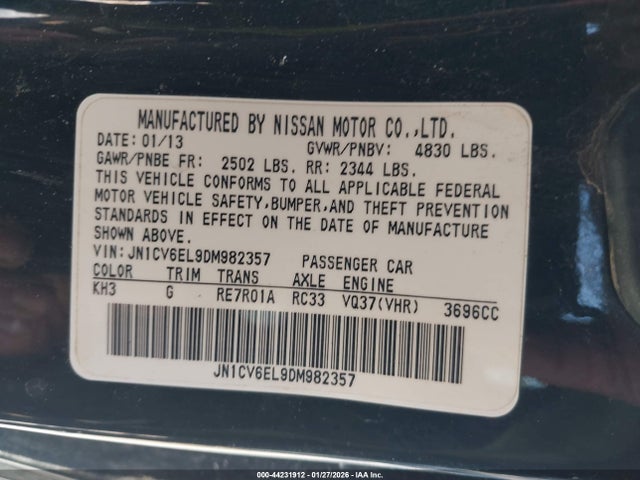 MANUFACTURED BY NISSAN MOTOR CO.,LTD.
DATE: 01/13 GVWR/PNBV: 4830 LBS.
GAWR/PNBE FR: 2502 LBS. RR: 2344 LBS.
THIS VEHICLE CONFORMS TO ALL APPLICABLE FEDERAL
MOTOR VEHICLE SAFETY,BUMPER,AND THEFT PREVENTION
STANDARDS IN EFFECT ON THE DATE OF MANUFACTURE
SHOWN ABOVE.
VIN:JN1CV6EL9DM982357 PASSENGER CAR
COLOR TRIM TRANS AXLE ENGINE
KH3 G RE7R01A RC33 VQ37(VHR) 3696CC
JN1CV6EL9DM982357
000-44231912 | 01/27/2026 | IAA, Inc.